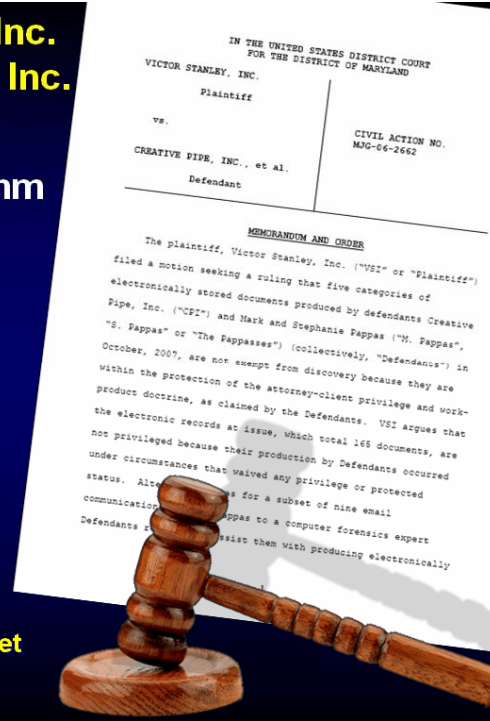 Inc.
Inc.
IN THE UNITED STATES DISTRICT COURT
FOR THE DISTRICT OF MARYLAND
VICTOR STANLEY, INC.
Plaintiff
vs.
CREATIVE PIPE, INC., et al.
Defendant
CIVIL ACTION NO.
MJG-06-2662
MEMORANDUM AND ORDER
The plaintiff, Victor Stanley, Inc. ("VSI" or "Plaintiff")
filed a motion seeking a ruling that five categories of
electronically stored documents produced by defendants Creative
Pipe, Inc. ("CPI") and Mark and Stephanie Pappas ("M. Pappas",
"S. Pappas" or "The Pappasses") (collectively, "Defendants") in
October, 2007, are not exempt from discovery because they are
within the protection of the attorney-client privilege and work-
product doctrine, as claimed by the Defendants. VSI argues that
the electronic records at issue, which total 165 documents, are
not privileged because their production by Defendants occurred
under circumstances that waived any privilege or protected
status. for a subset of nine email
communication to a computer forensics expert
Defendants them with producing electronically